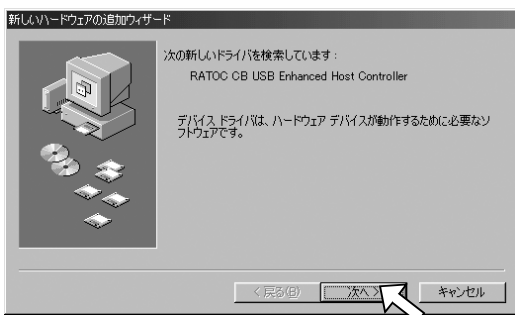 新しいハードウェアの追加ウィザード
次の新しいドライバを検索しています：
RATOC CB USB Enhanced Host Controller
デバイス ドライバは、ハードウェア デバイスが動作するために必要なソ
フトウェアです。
< 戻る(B)
次へ >
キャンセル